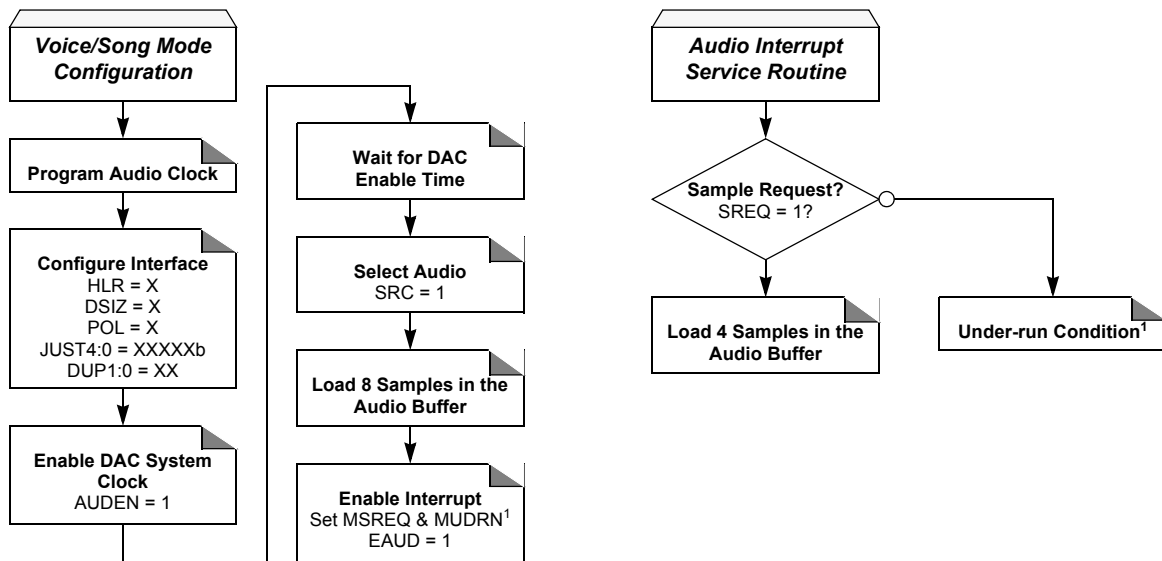 Voice/Song Mode
Configuration
Program Audio Clock
Configure Interface
HLR = X
DSIZ = X
POL = X
JUST4:0 = XXXXXb
DUP1:0 = XX
Enable DAC System
Clock
AUDEN = 1
Wait for DAC
Enable Time
Select Audio
SRC = 1
Load 8 Samples in the
Audio Buffer
Enable Interrupt
Set MSREQ & MUDRN1
EAUD = 1
Audio Interrupt
Service Routine
Sample Request?
SREQ = 1?
Load 4 Samples in the
Audio Buffer
Under-run Condition1